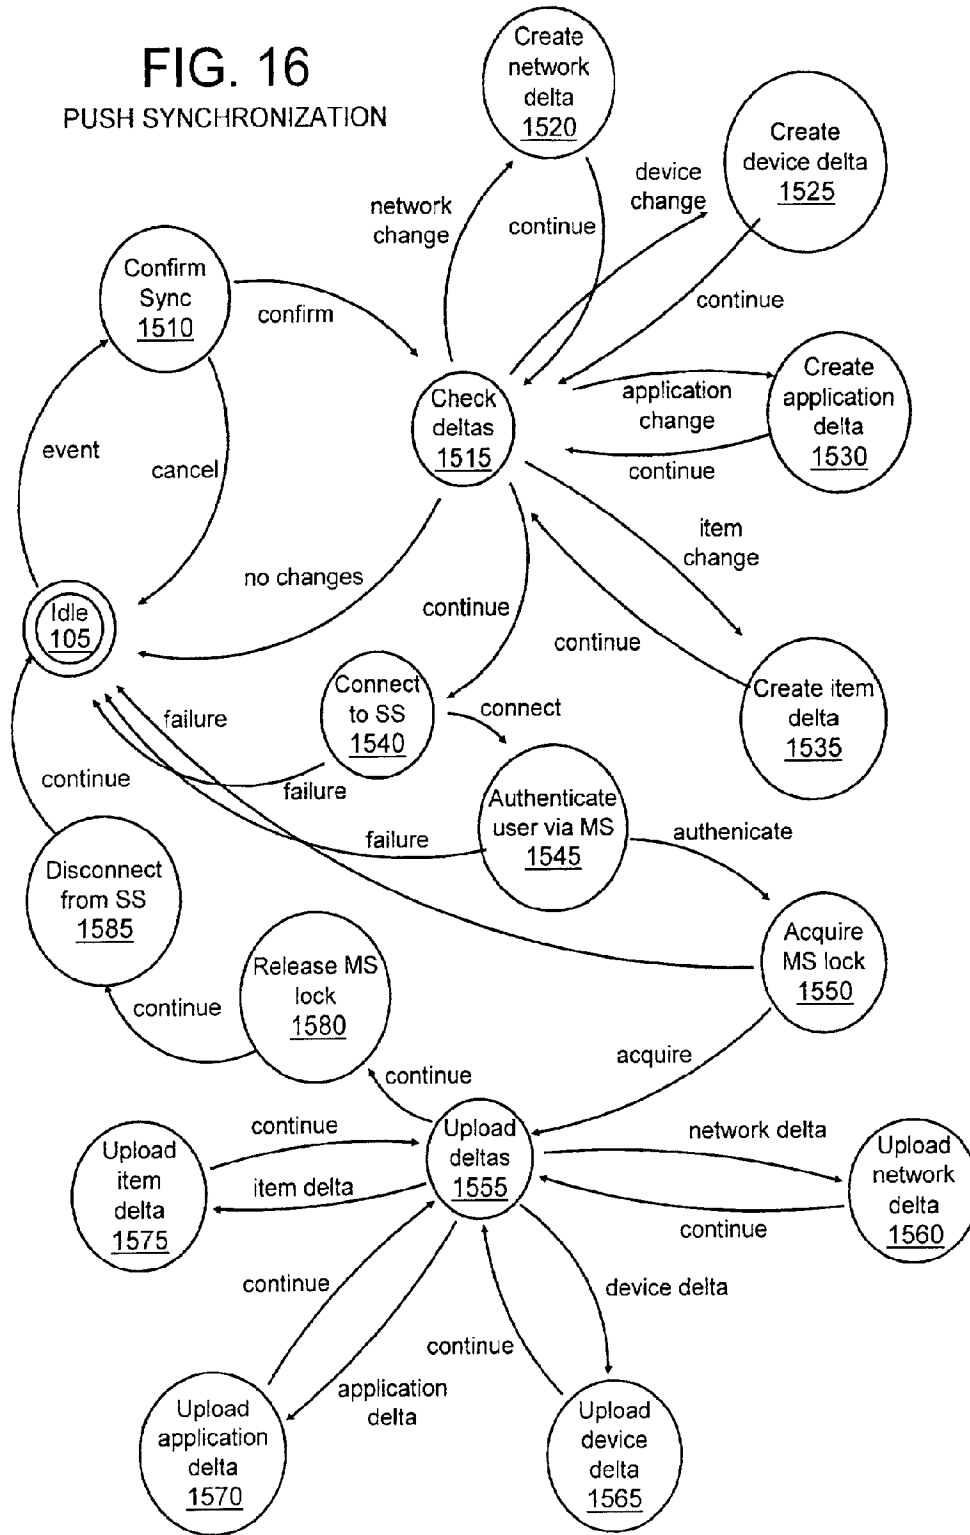 FIG. 16
PUSH SYNCHRONIZATION
Create
network
delta
1520
Create
device delta
1525
device
change
network
change
continue
continue
Confirm
Sync
1510
confirm
Create
application
delta
1530
application
change
continue
Check
deltas
1515
event
cancel
item
change
no changes
continue
continue
Idle
105
Connect
to SS
1540
connect
Create item
delta
1535
failure
failure
continue
Authenticate
user via MS
1545
authenicate
failure
Disconnect
from SS
1585
Acquire
MS lock
1550
Release MS
lock
1580
continue
acquire
continue
Upload
deltas
1555
continue
network delta
Upload
item
delta
1575
item delta
Upload
network
delta
1560
continue
continue
device delta
continue
application
delta
Upload
application
delta
1570
Upload
device
delta
1565